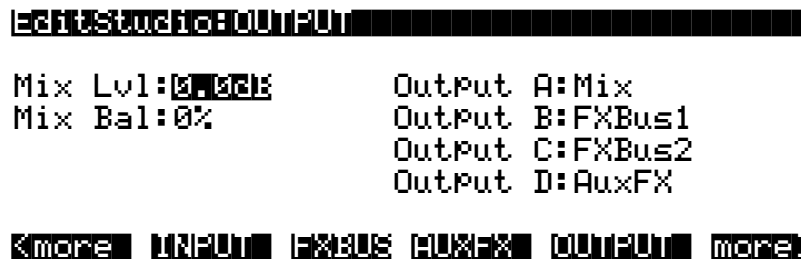 EditStudio:OUTPUT
Mix Lvl:0.0dB
Mix Bal:0%
Output A:Mix
Output B:FXBus1
Output C:FXBus2
Output D:AuxFX
<more INPUT FXBUS AUXFX OUTPUT more>